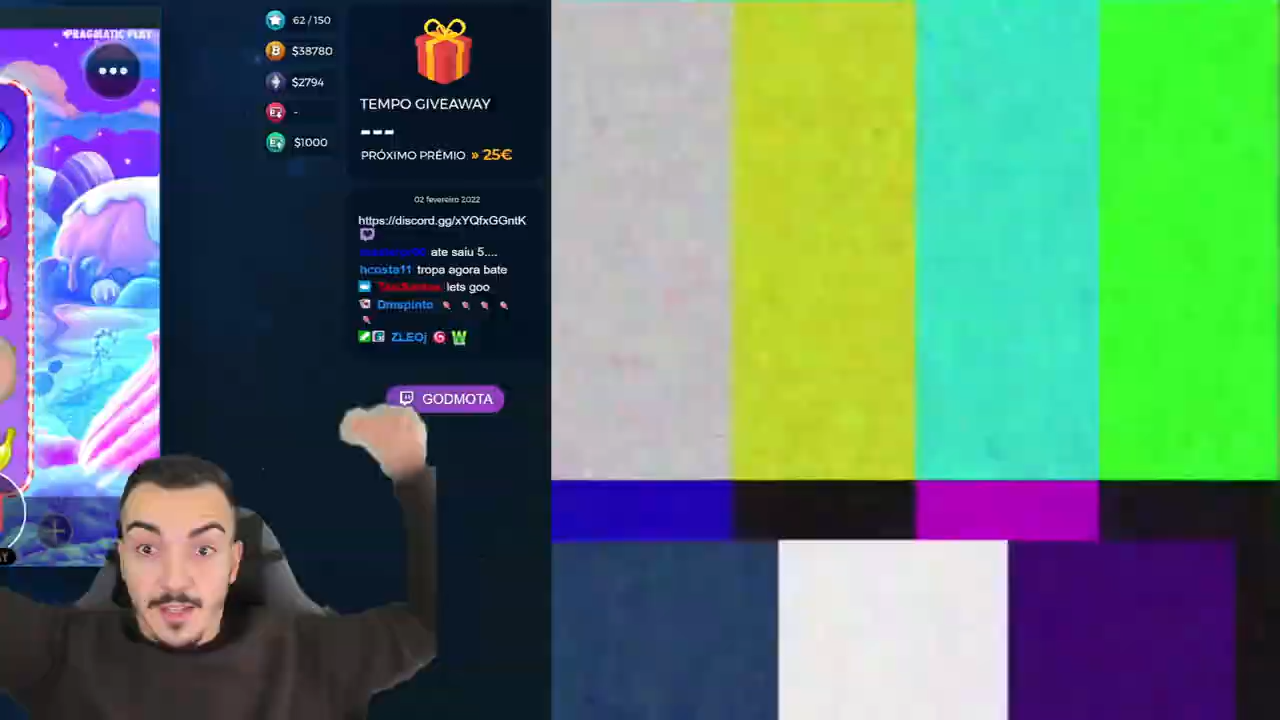 PRAGMATIC PLAY
62 / 150
$38780
$2794
-
$1000
TEMPO GIVEAWAY
---
PRÓXIMO PRÉMIO » 25€
02 fevereiro 2022
https://discord.gg/xYQfxGGntK
ate saiu 5....
hcosta11 tropa agora bate
lets goo
Dmspinto
ZLEOj
GODMOTA